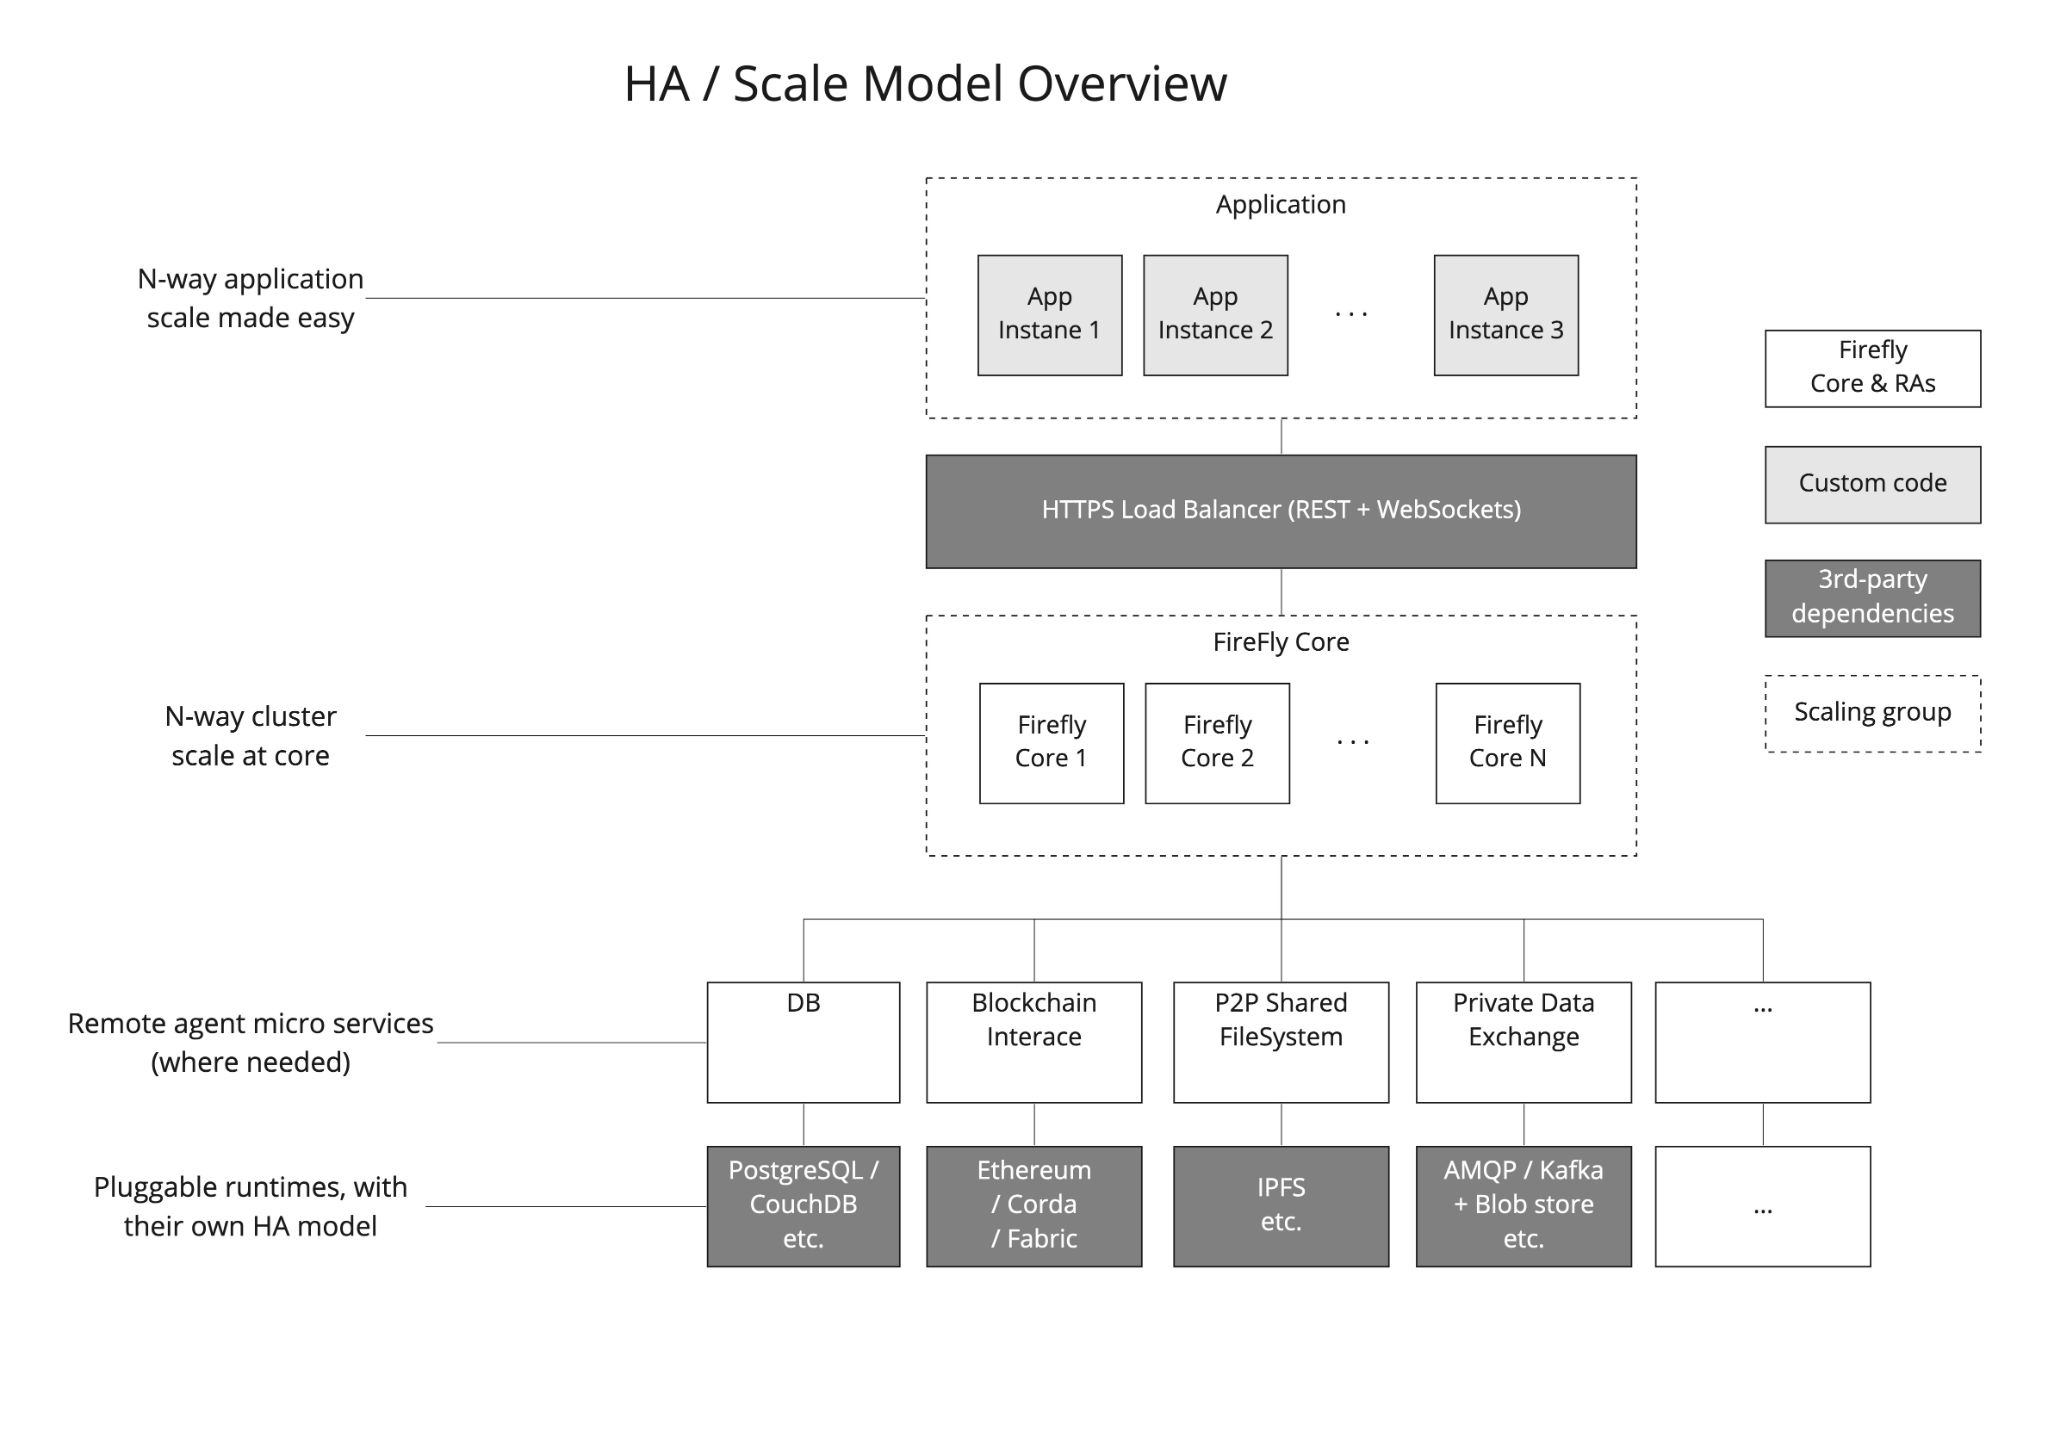 HA / Scale Model Overview
Application
N-way application
scale made easy
App
Instane 1
App
Instance 2
. . .
App
Instance 3
Firefly
Core & RAs
Custom code
HTTPS Load Balancer (REST + WebSockets)
3rd-party
dependencies
Scaling group
FireFly Core
N-way cluster
scale at core
Firefly
Core 1
Firefly
Core 2
. . .
Firefly
Core N
Remote agent micro services
(where needed)
DB
Blockchain
Interace
P2P Shared
FileSystem
Private Data
Exchange
...
Pluggable runtimes, with
their own HA model
PostgreSQL /
CouchDB
etc.
Ethereum
/ Corda
/ Fabric
IPFS
etc.
AMQP / Kafka
+ Blob store
etc.
...